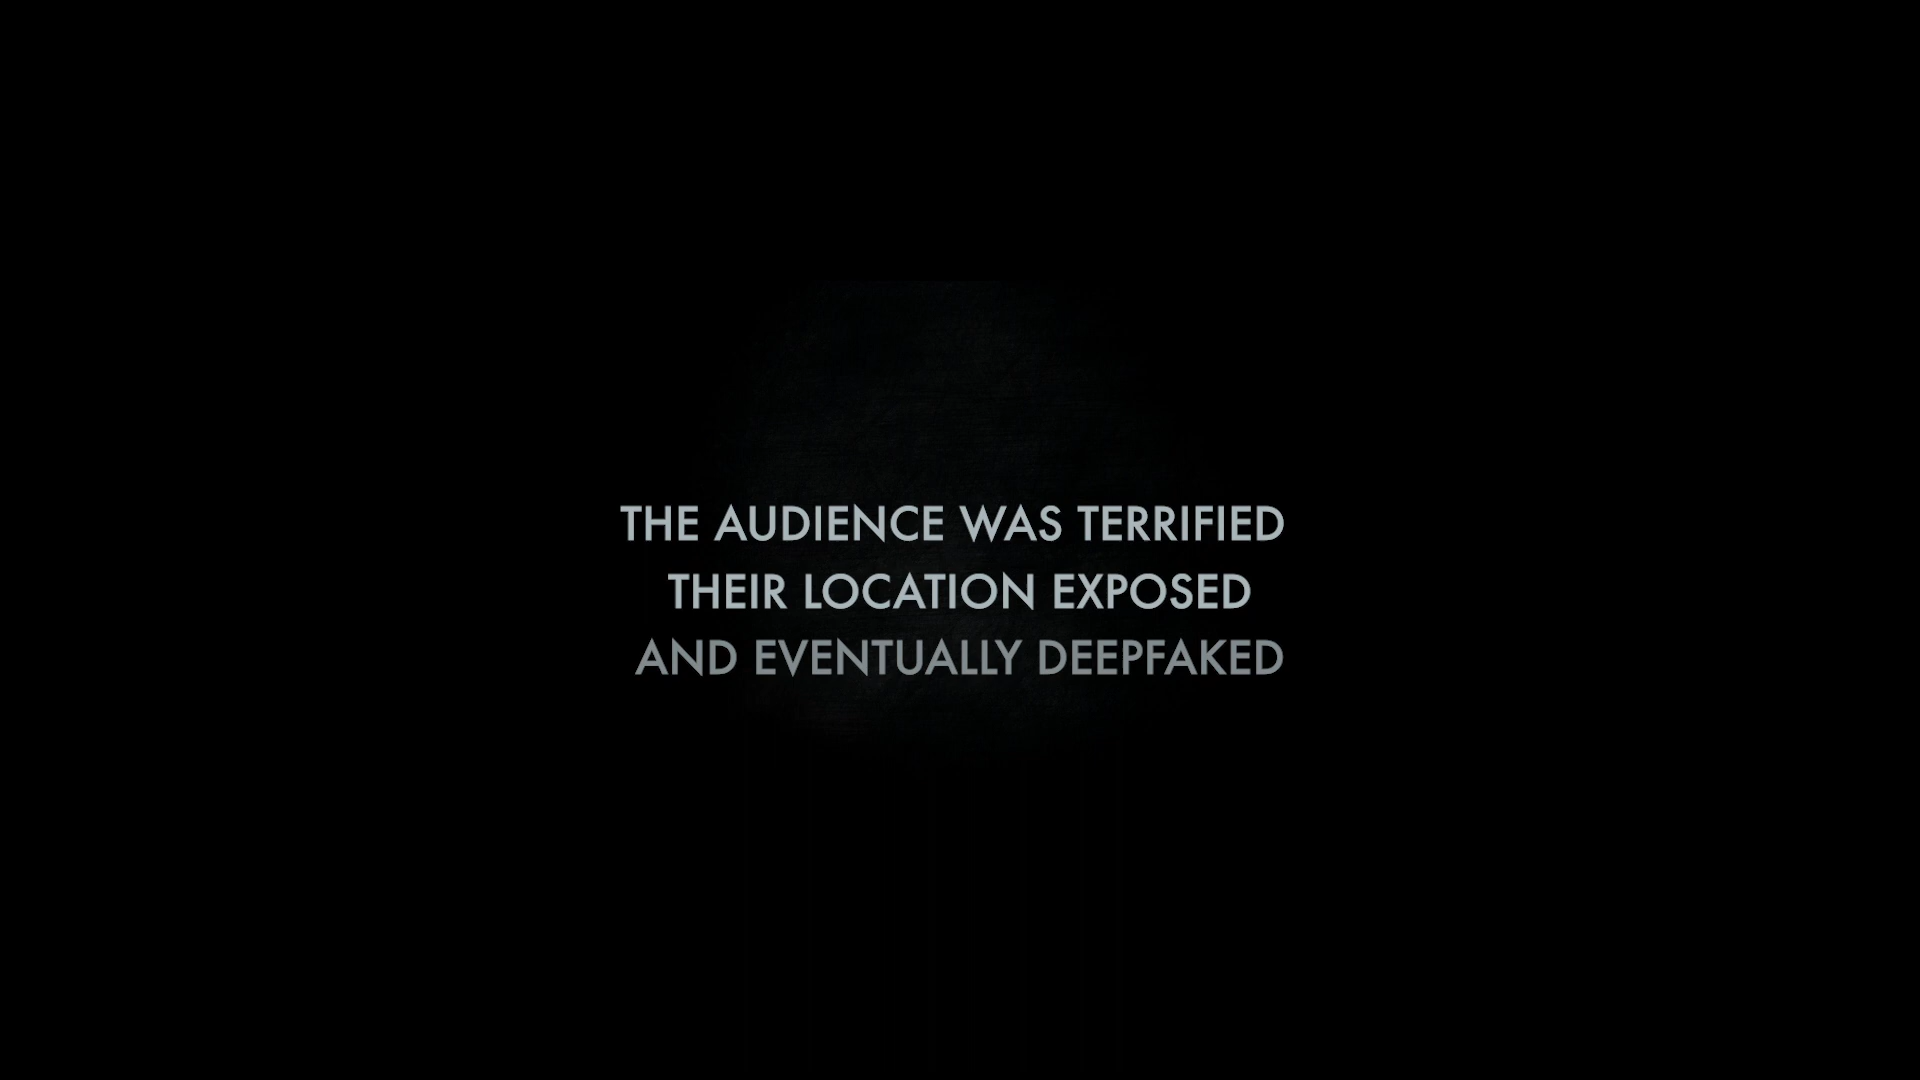 THE AUDIENCE WAS TERRIFIED
THEIR LOCATION EXPOSED
AND EVENTUALLY DEEPFAKED